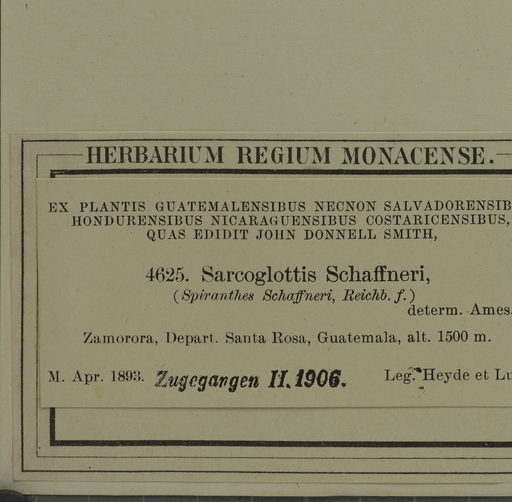 HERBARIUM REGIUM MONACENSE.
EX PLANTIS GUATEMALENSIBUS NECNON SALVADORENSIB
HONDURENSIBUS NICARAGUENSIBUS COSTARICENSIBUS,
QUAS EDIDIT JOHN DONNELL SMITH,
4625. Sarcoglottis Schaffneri,
(Spiranthes Schaffneri, Reichb. f.)
determ. Ames.
Zamorora, Depart. Santa Rosa, Guatemala, alt. 1500 m.
M. Apr. 1893. Zugegangen II. 1906. Leg. Heyde et Lu